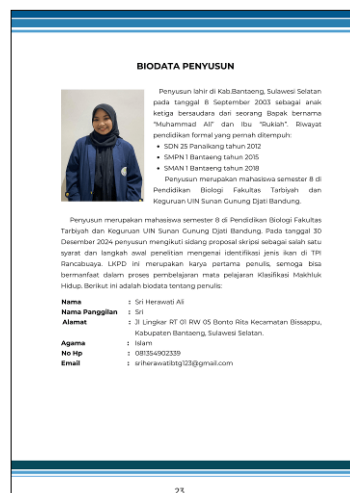 BIODATA PENYUSUN
Penyusun lahir di Kab.Bantaeng, Sulawesi Selatan
pada tanggal 8 September 2003 sebagai anak
ketiga bersaudara dari seorang Bapak bernama
"Muhammad Ali" dan Ibu "Rukiah". Riwayat
pendidikan formal yang pernah ditempuh:
• SDN 25 Panaikang tahun 2012
• SMPN 1 Bantaeng tahun 2015
• SMAN 1 Bantaeng tahun 2018
Penyusun merupakan mahasiswa semester 8 di
Pendidikan Biologi Fakultas Tarbiyah dan
Keguruan UIN Sunan Gunung Djati Bandung.
Penyusun merupakan mahasiswa semester 8 di Pendidikan Biologi Fakultas
Tarbiyah dan Keguruan UIN Sunan Gunung Djati Bandung. Pada tanggal 30
Desember 2024 penyusun mengikuti sidang proposal skripsi sebagai salah satu
syarat dan langkah awal penelitian mengenai identifikasi jenis ikan di TPI
Rancabuaya. LKPD ini merupakan karya pertama penulis, semoga bisa
bermanfaat dalam proses pembelajaran mata pelajaran Klasifikasi Makhluk
Hidup. Berikut ini adalah biodata tentang penulis:
Nama : Sri Herawati Ali
Nama Panggilan : Sri
Alamat : Jl Lingkar RT 01 RW 05 Bonto Rita Kecamatan Bissappu,
Kabupaten Bantaeng, Sulawesi Selatan.
Agama : Islam
No Hp : 081354902339
Email : sriherawatibtg123@gmail.com
23